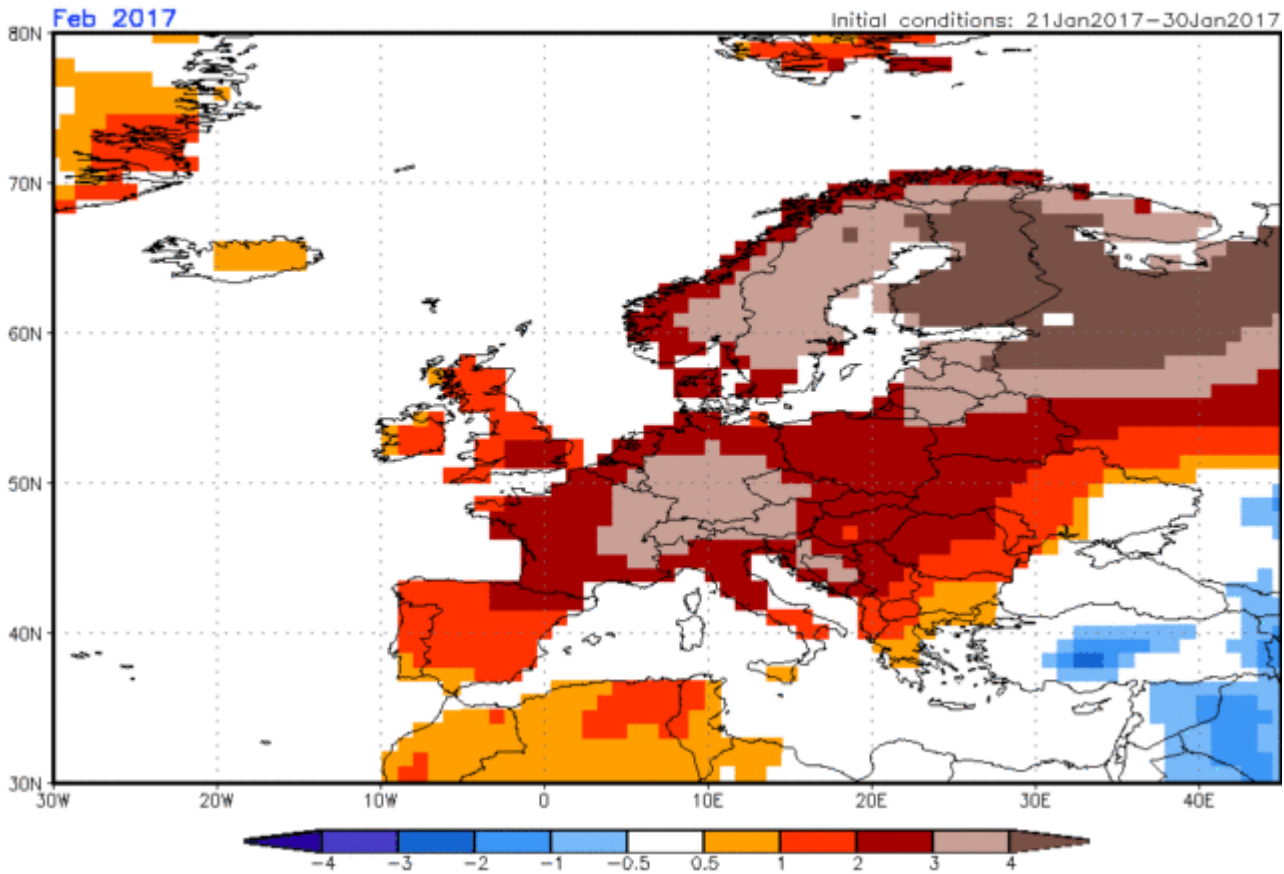 Feb 2017
Initial conditions: 21Jan2017-30Jan2017
80N
70N
60N
50N
40N
30N
30W 20W 10W 0 10E 20E 30E 40E
-4 -3 -2 -1 -0.5 0.5 1 2 3 4